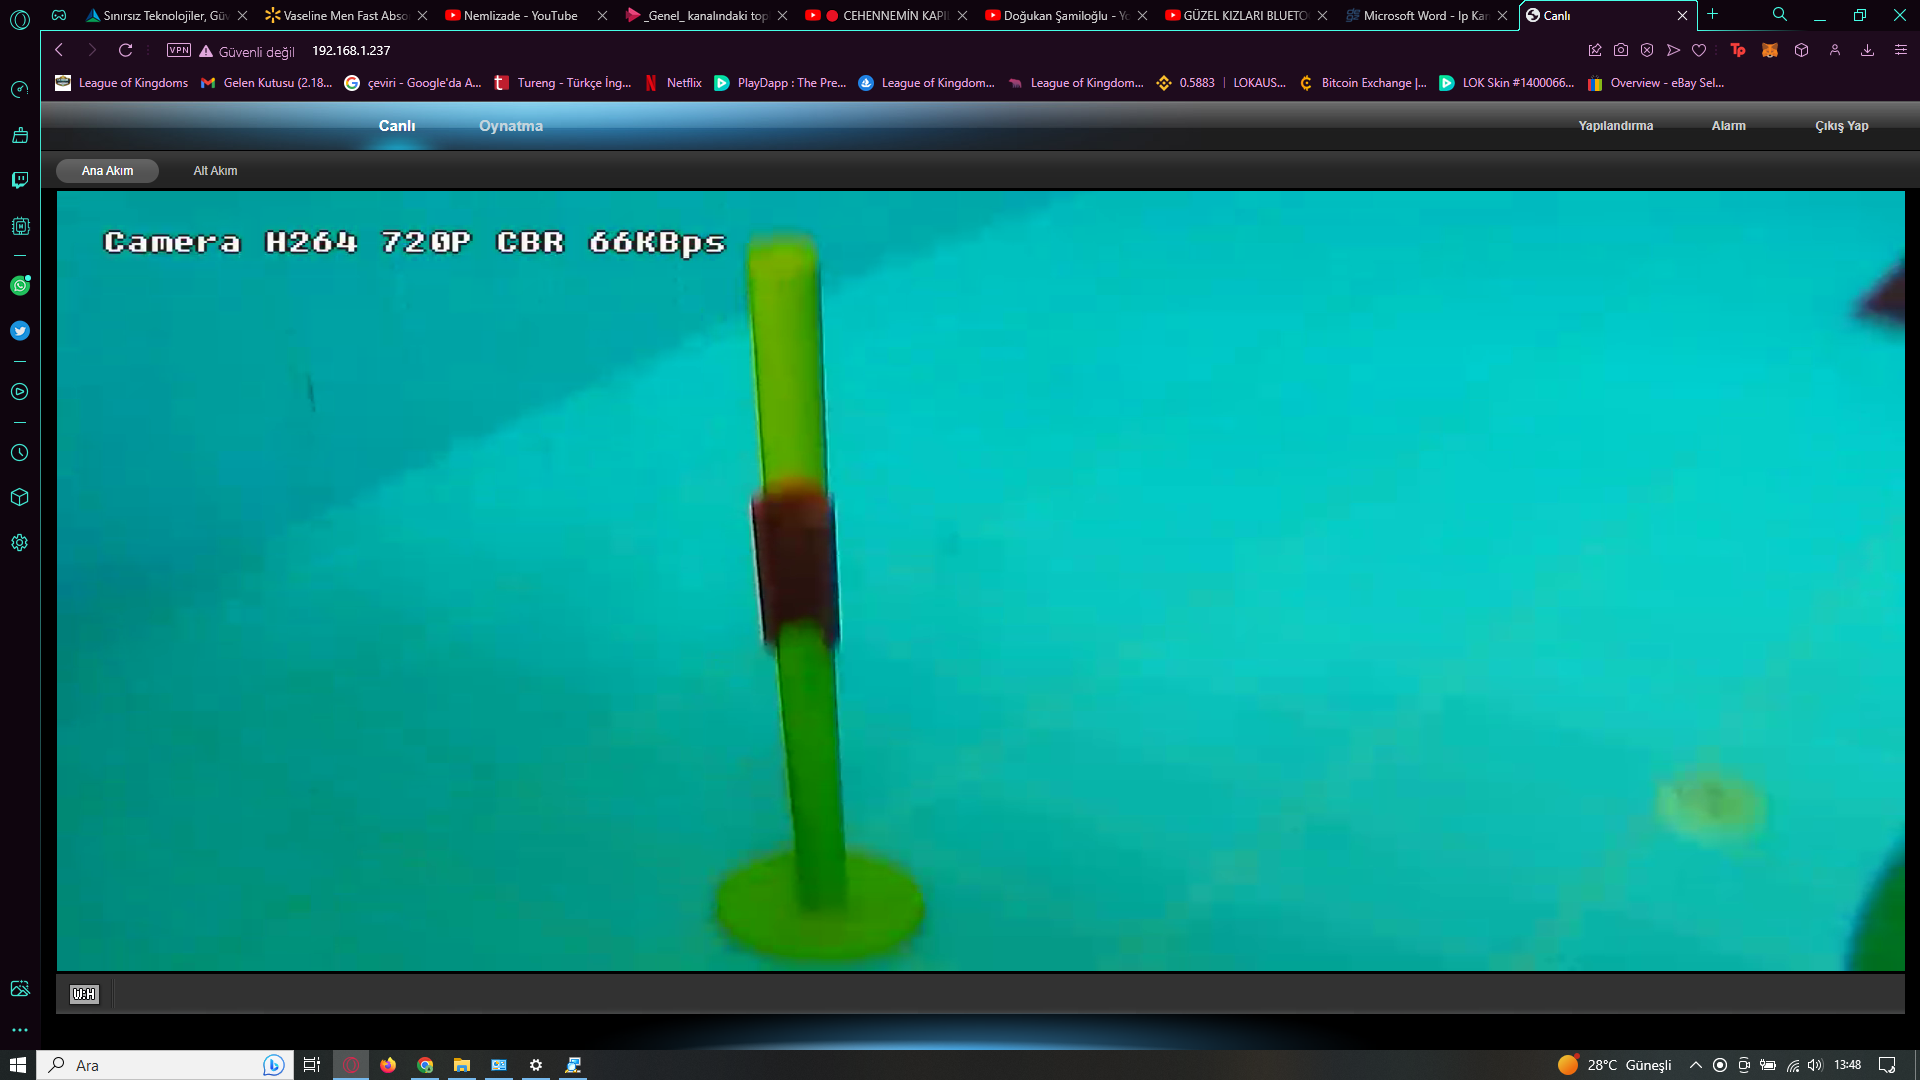 Sınırsız Teknolojiler, Gü
Vaseline Men Fast Abso
Nemlizade - YouTube
_Genel_ kanalındaki top
CEHENNEMİN KAPI
Doğukan Şamiloğlu - Yo
GÜZEL KIZLARI BLUETO
Microsoft Word - Ip Kan
Canlı
VPN
Güvenli değil
192.168.1.237
Tp
League of Kingdoms
Gelen Kutusu (2.18...
çeviri - Google'da A...
Tureng - Türkçe İng...
Netflix
PlayDapp : The Pre...
League of Kingdom...
League of Kingdom...
0.5883 | LOKAUS...
Bitcoin Exchange |...
LOK Skin #1400066...
Overview - eBay Sel...
Canlı
Oynatma
Yapılandırma
Alarm
Çıkış Yap
Ana Akım
Alt Akım
Camera H264 720P CBR 66KBps
W:H
Ara
28°C Güneşli
13:48